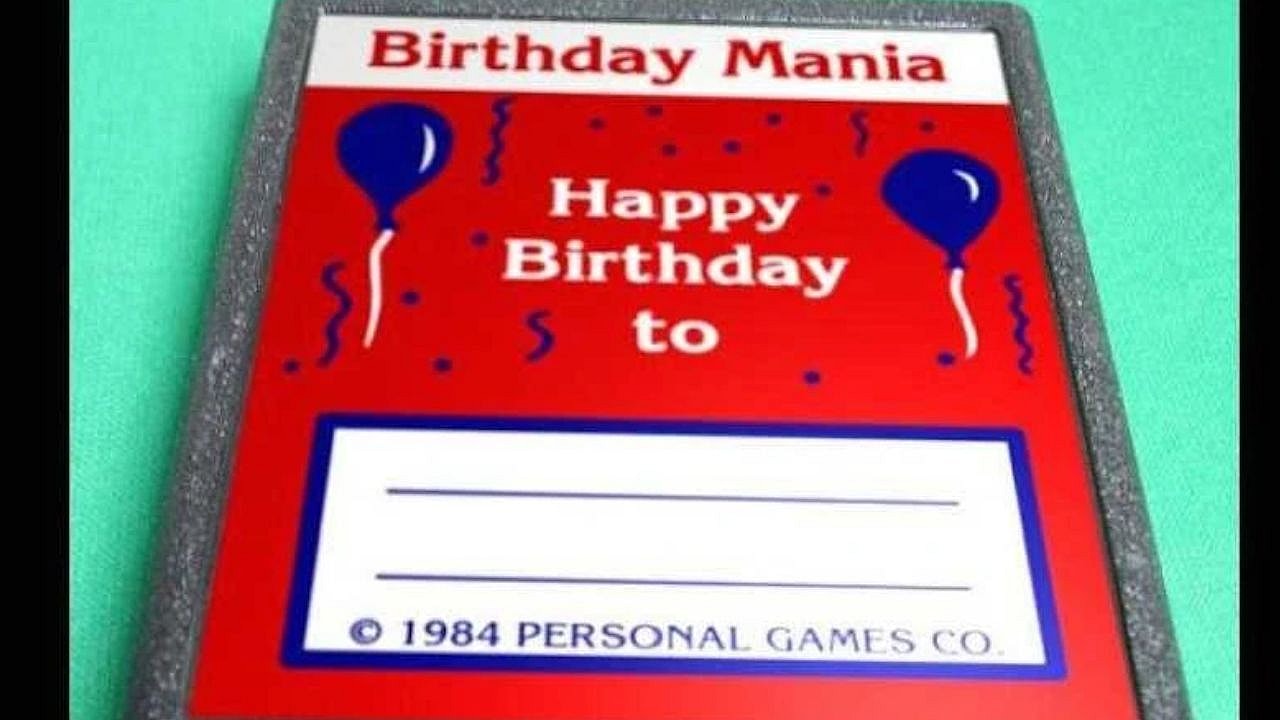 Birthday Mania
Happy
Birthday
to
© 1984 PERSONAL GAMES CO.